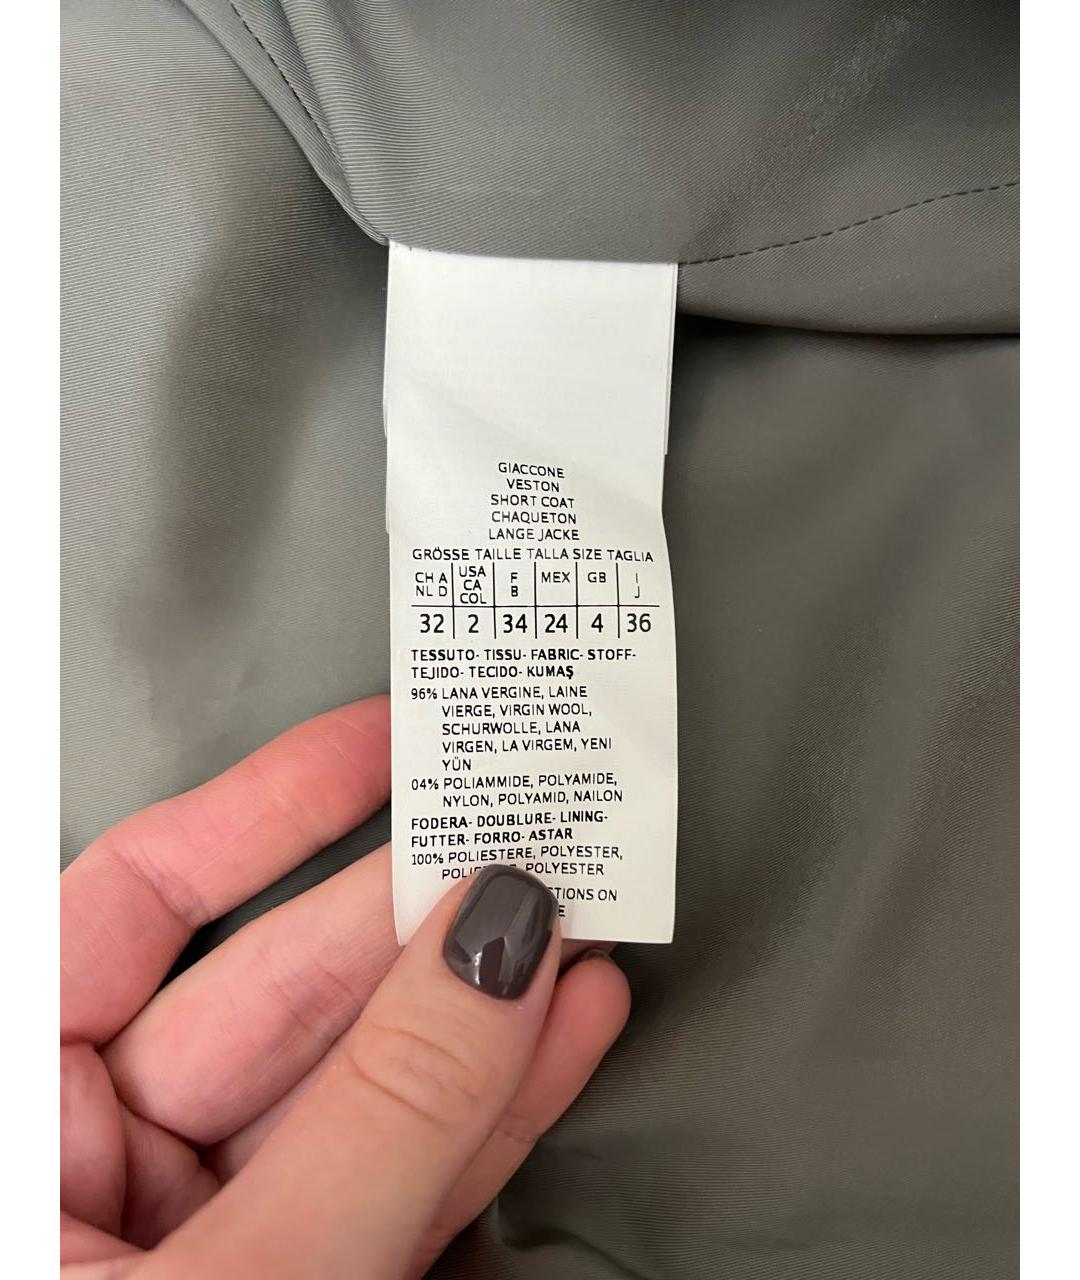 GIACCONE
VESTON
SHORT COAT
CHAQUETON
LANGE JACKE
GRÖSSE TAILLE TALLA SIZE TAGLIA
CH A NL D USA CA COL F B MEX GB I J
32 2 34 24 4 36
TESSUTO- TISSU- FABRIC- STOFF-
TEJIDO- TECIDO- KUMAŞ
96% LANA VERGINE, LAINE
VIERGE, VIRGIN WOOL,
SCHURWOLLE, LANA
VIRGEN, LA VIRGEM, YENI
YÜN
04% POLIAMMIDE, POLYAMIDE,
NYLON, POLYAMID, NAILON
FODERA- DOUBLURE- LINING-
FUTTER- FORRO- ASTAR
100% POLIESTERE, POLYESTER,
POLYESTER
ON